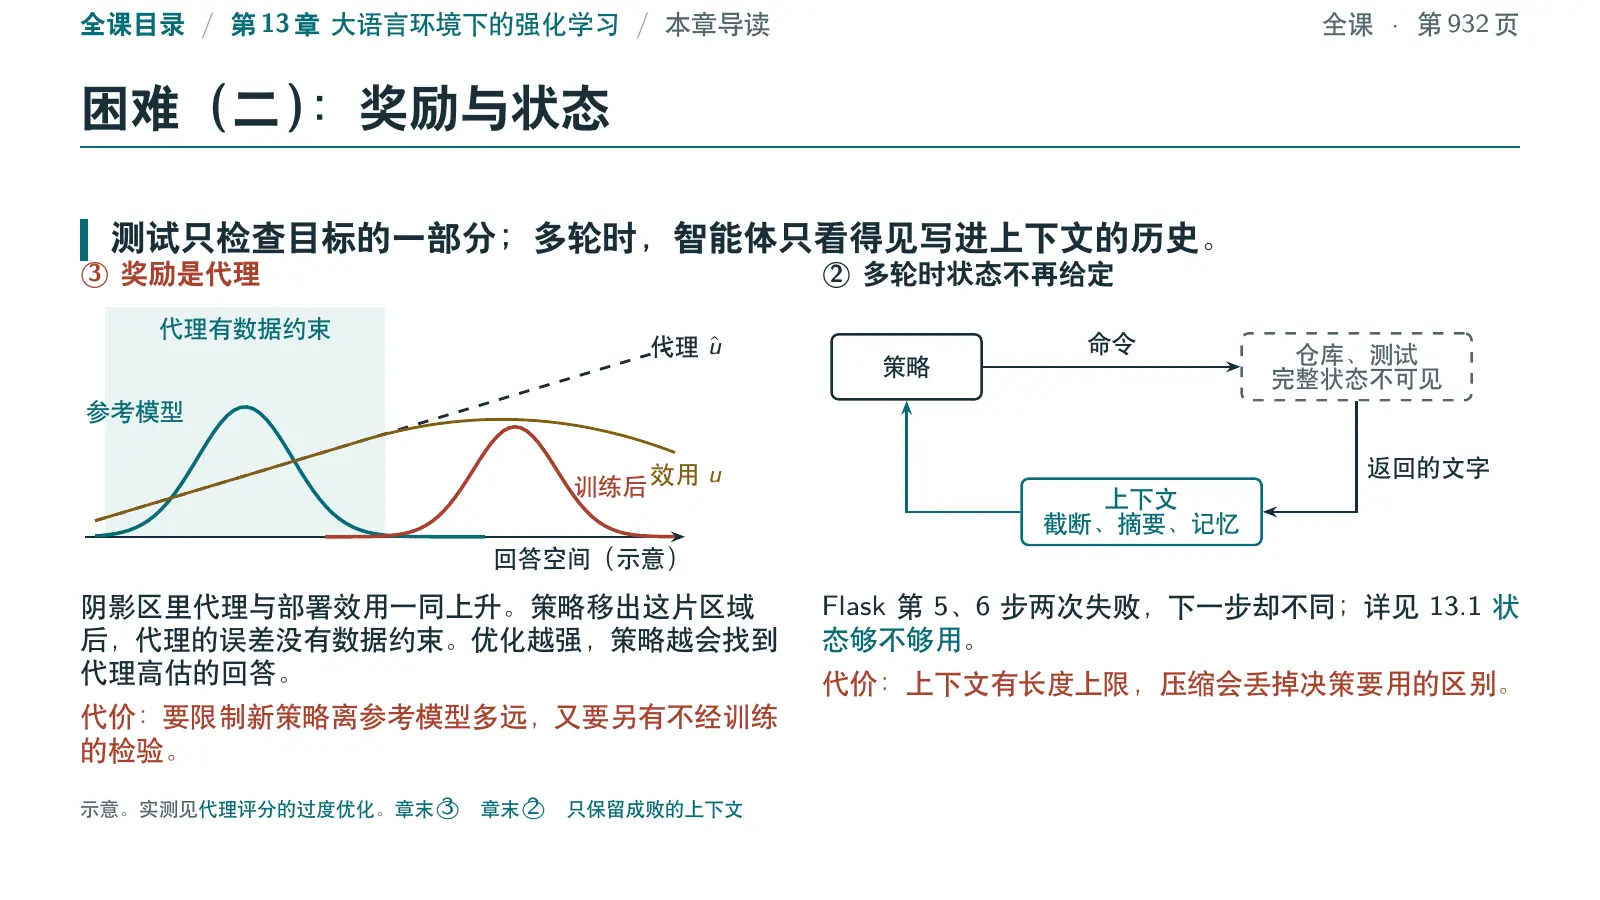 全课目录 / 第 13 章 大语言环境下的强化学习 / 本章导读
全课 · 第 932 页
困难（二）：奖励与状态
测试只检查目标的一部分；多轮时，智能体只看得见写进上下文的历史。
③ 奖励是代理
代理有数据约束
代理 û
参考模型
训练后
效用 u
回答空间（示意）
阴影区里代理与部署效用一同上升。策略移出这片区域
后，代理的误差没有数据约束。优化越强，策略越会找到
代理高估的回答。
代价：要限制新策略离参考模型多远，又要另有不经训练
的检验。
② 多轮时状态不再给定
策略
命令
仓库、测试
完整状态不可见
返回的文字
上下文
截断、摘要、记忆
Flask 第 5、6 步两次失败，下一步却不同；详见 13.1 状
态够不够用。
代价：上下文有长度上限，压缩会丢掉决策要用的区别。
示意。实测见代理评分的过度优化。章末③ 章末② 只保留成败的上下文